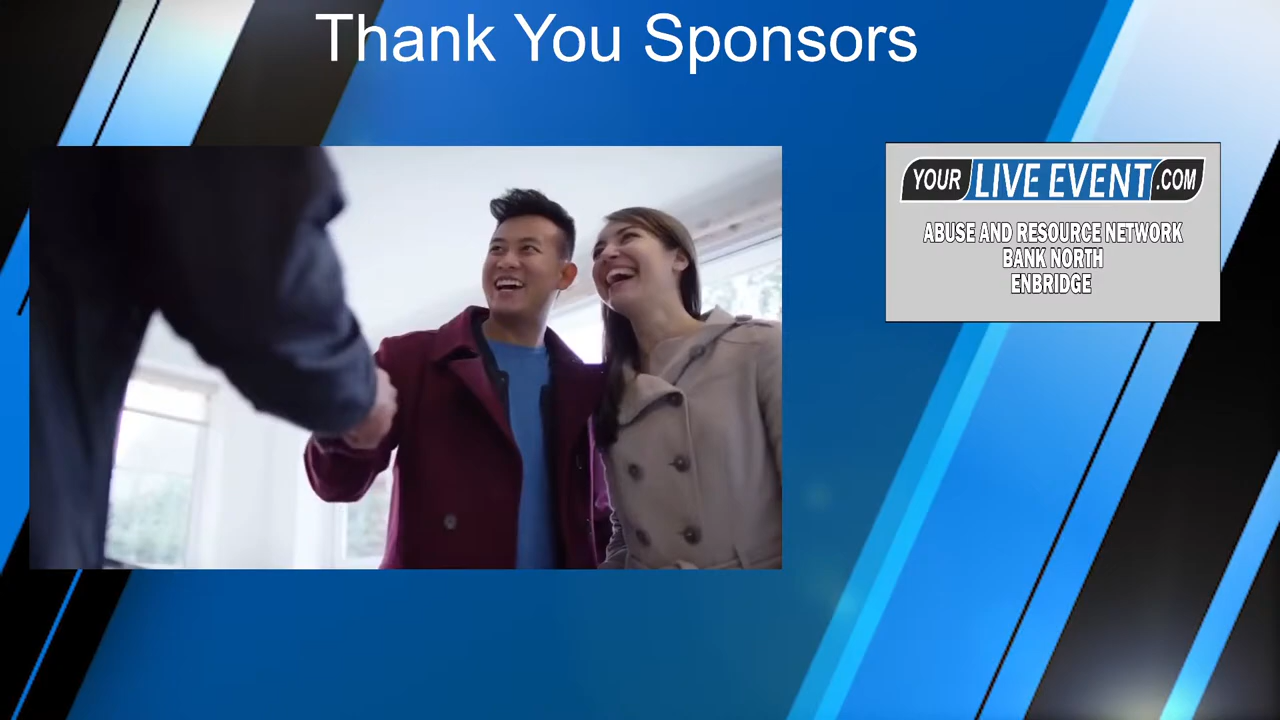 Thank You Sponsors
YOUR LIVE EVENT .COM
ABUSE AND RESOURCE NETWORK
BANK NORTH
ENBRIDGE